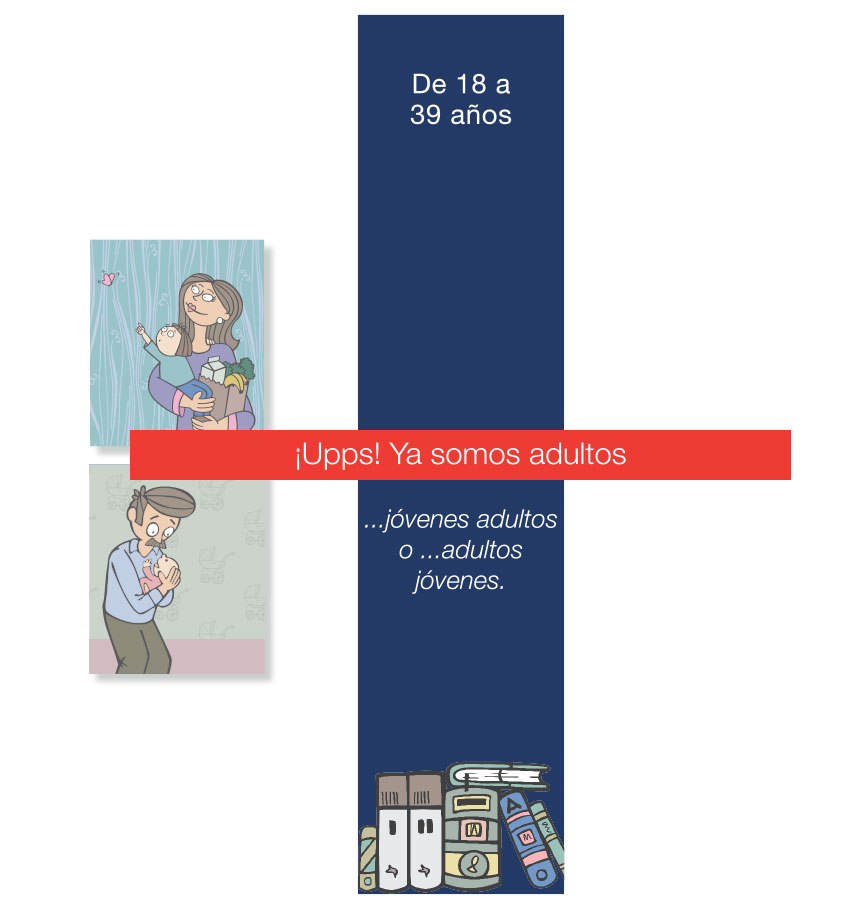 De 18 a
39 años
¡Upps! Ya somos adultos
...jóvenes adultos
o ...adultos
jóvenes.